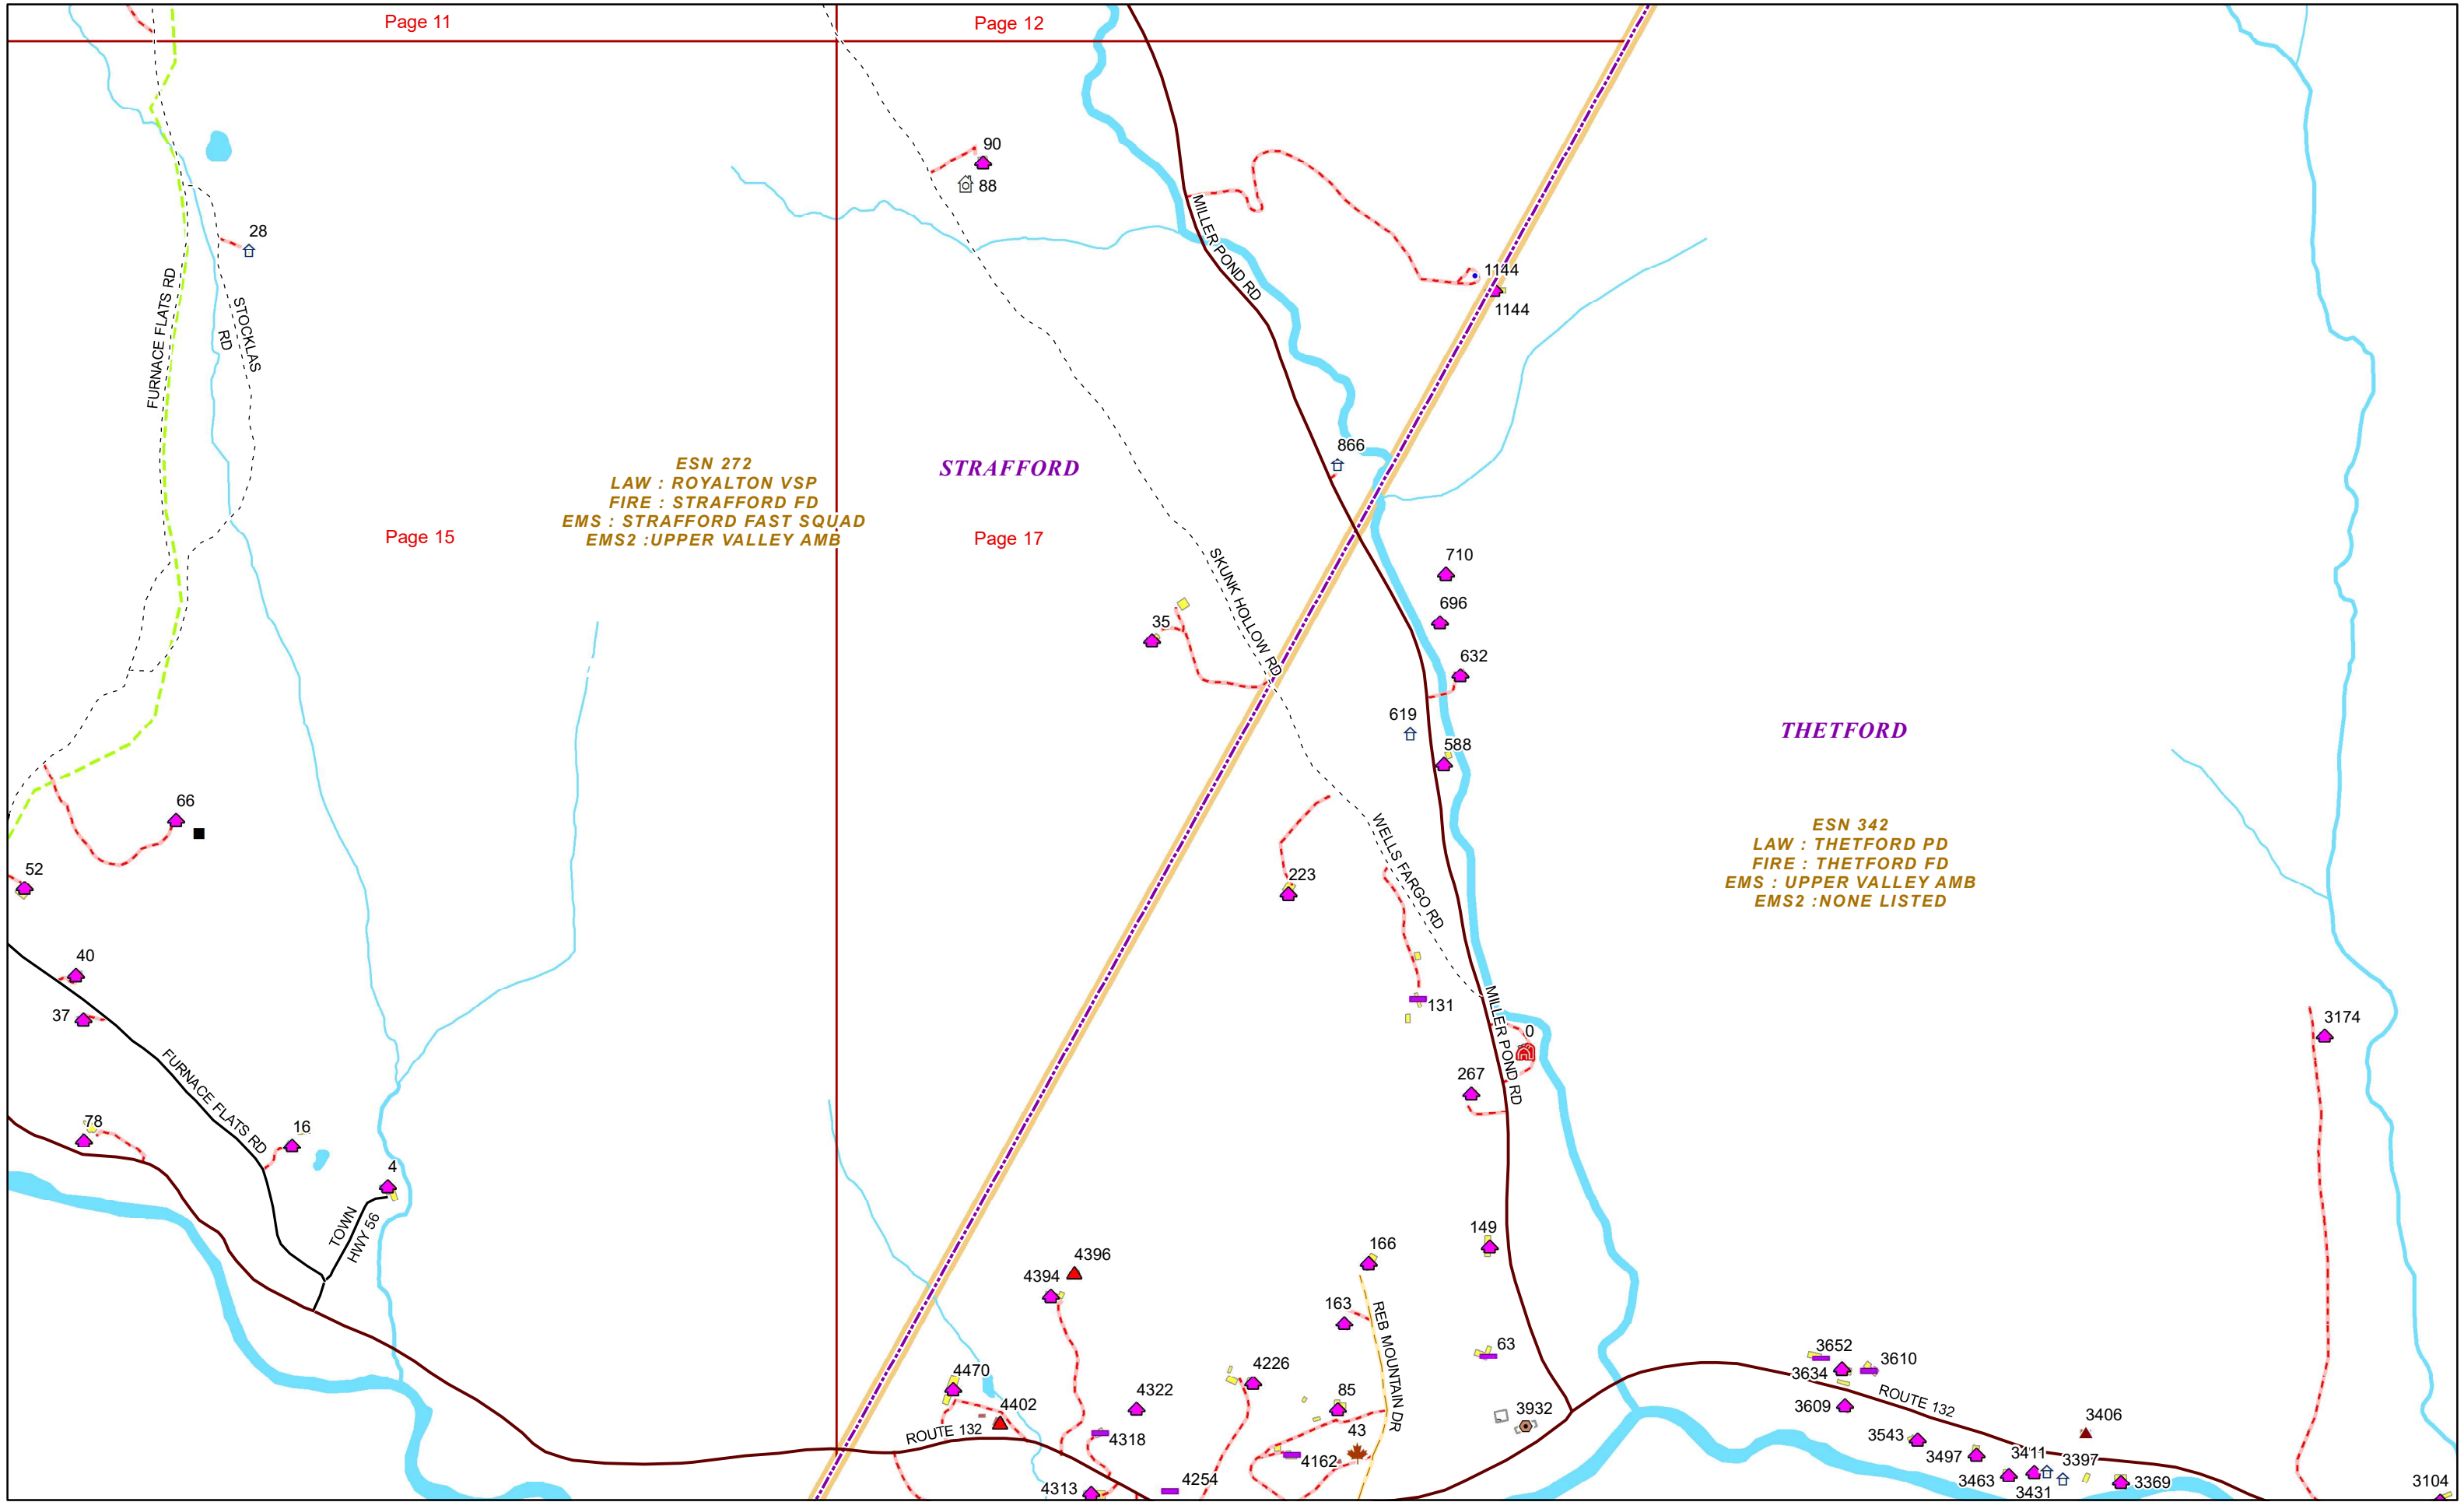 Page 11
Page 12
90
88
28
MILLER POND RD
1144
1144
FURNACE FLATS RD
STOCKLAS
RD
866
ESN 272
LAW : ROYALTON VSP
FIRE : STRAFFORD FD
EMS : STRAFFORD FAST SQUAD
EMS2 :UPPER VALLEY AMB
STRAFFORD
Page 15
Page 17
SKUNK HOLLOW RD
710
696
35
632
619
588
THETFORD
66
ESN 342
LAW : THETFORD PD
FIRE : THETFORD FD
EMS : UPPER VALLEY AMB
EMS2 :NONE LISTED
52
223
WELLS FARGO RD
40
37
131
MILLER POND RD
0
3174
267
FURNACE FLATS RD
78
16
4
TOWN
HWY 56
149
166
4396
4394
163
REB MOUNTAIN DR
63
3652
3634
3610
4470
4226
4322
85
4402
ROUTE 132
3609
ROUTE 132
3932
43
4318
4162
3406
3543
3497
3411
3397
3463
3431
3369
4313
4254
3104